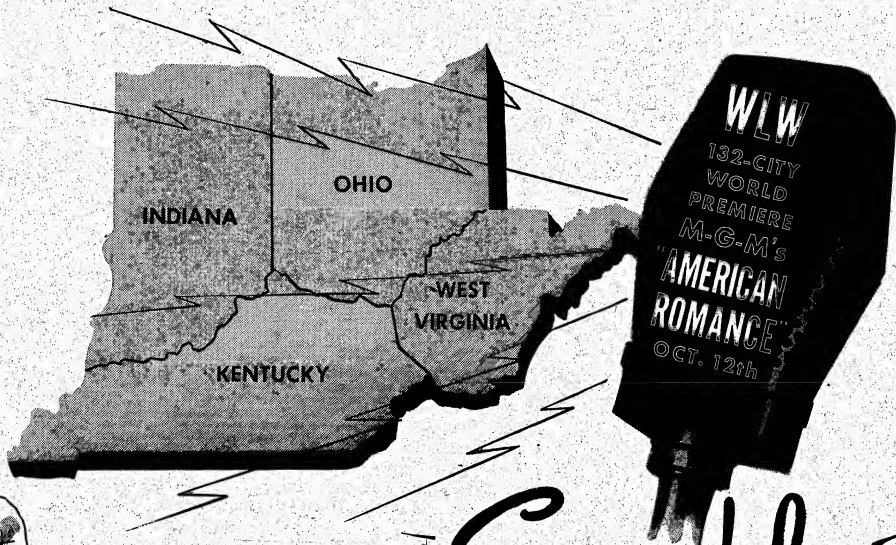 INDIANA
OHIO
WEST
VIRGINIA
KENTUCKY
WLW
132-CITY
WORLD
PREMIERE
M-G-M's
"AMERICAN
ROMANCE"
OCT. 12th